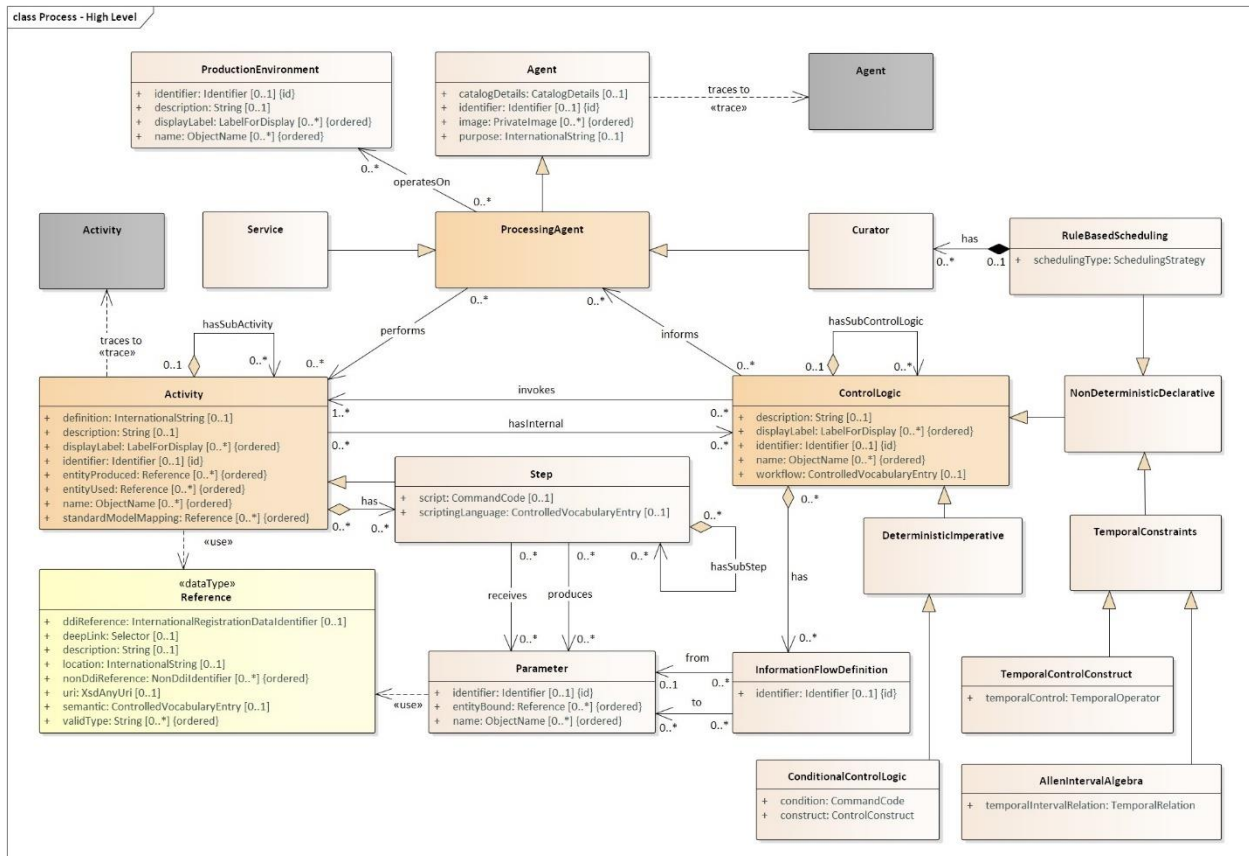 class Process - High Level
ProductionEnvironment
+ identifier: Identifier [0..1] {id}
+ description: String [0..1]
+ displayLabel: LabelForDisplay [0..*] {ordered}
+ name: ObjectName [0..*] {ordered}
Agent
+ catalogDetails: CatalogDetails [0..1]
+ identifier: Identifier [0..1] {id}
+ image: PrivateImage [0..*] {ordered}
+ purpose: InternationalString [0..1]
traces to
«trace»
Agent
0..*
operatesOn
0..*
Activity
Service
ProcessingAgent
Curator
has
0..*
0..1
RuleBasedScheduling
+ schedulingType: SchedulingStrategy
traces to
«trace»
hasSubActivity
0..1
0..*
0..*
performs
0..*
0..*
informs
0..*
hasSubControlLogic
0..1
0..*
Activity
+ definition: InternationalString [0..1]
+ description: String [0..1]
+ displayLabel: LabelForDisplay [0..*] {ordered}
+ identifier: Identifier [0..1] {id}
+ entityProduced: Reference [0..*] {ordered}
+ entityUsed: Reference [0..*] {ordered}
+ name: ObjectName [0..*] {ordered}
+ standardModelMapping: Reference [0..*] {ordered}
invokes
1..*
0..*
hasInternal
0..*
0..*
ControlLogic
+ description: String [0..1]
+ displayLabel: LabelForDisplay [0..*] {ordered}
+ identifier: Identifier [0..1] {id}
+ name: ObjectName [0..*] {ordered}
+ workflow: ControlledVocabularyEntry [0..1]
NonDeterministicDeclarative
has
0..*
0..*
Step
+ script: CommandCode [0..1]
+ scriptingLanguage: ControlledVocabularyEntry [0..1]
0..*
0..*
hasSubStep
0..*
DeterministicImperative
TemporalConstraints
«use»
«dataType»
Reference
+ ddiReference: InternationalRegistrationDataIdentifier [0..1]
+ deepLink: Selector [0..1]
+ description: String [0..1]
+ location: InternationalString [0..1]
+ nonDdiReference: NonDdiIdentifier [0..*] {ordered}
+ uri: XsdAnyUri [0..1]
+ semantic: ControlledVocabularyEntry [0..1]
+ validType: String [0..*] {ordered}
0..*
0..*
receives
produces
0..*
0..*
has
0..*
Parameter
+ identifier: Identifier [0..1] {id}
+ entityBound: Reference [0..*] {ordered}
+ name: ObjectName [0..*] {ordered}
«use»
from
0..1
0..*
to
0..*
0..*
InformationFlowDefinition
+ identifier: Identifier [0..1] {id}
TemporalControlConstruct
+ temporalControl: TemporalOperator
ConditionalControlLogic
+ condition: CommandCode
+ construct: ControlConstruct
AllenIntervalAlgebra
+ temporalIntervalRelation: TemporalRelation